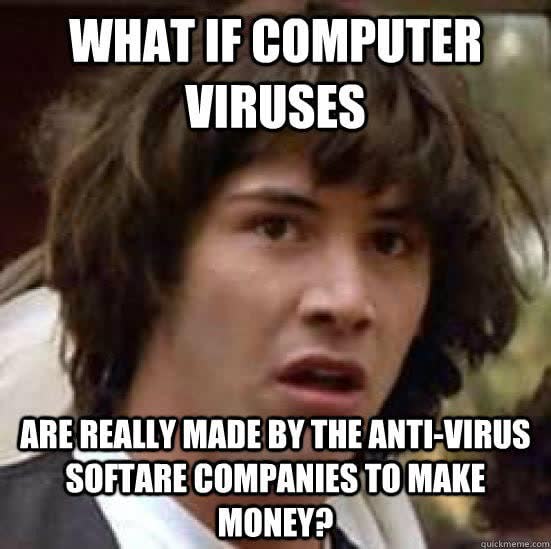 WHAT IF COMPUTER
VIRUSES
ARE REALLY MADE BY THE ANTI-VIRUS
SOFTARE COMPANIES TO MAKE
MONEY?
quickmeme.com